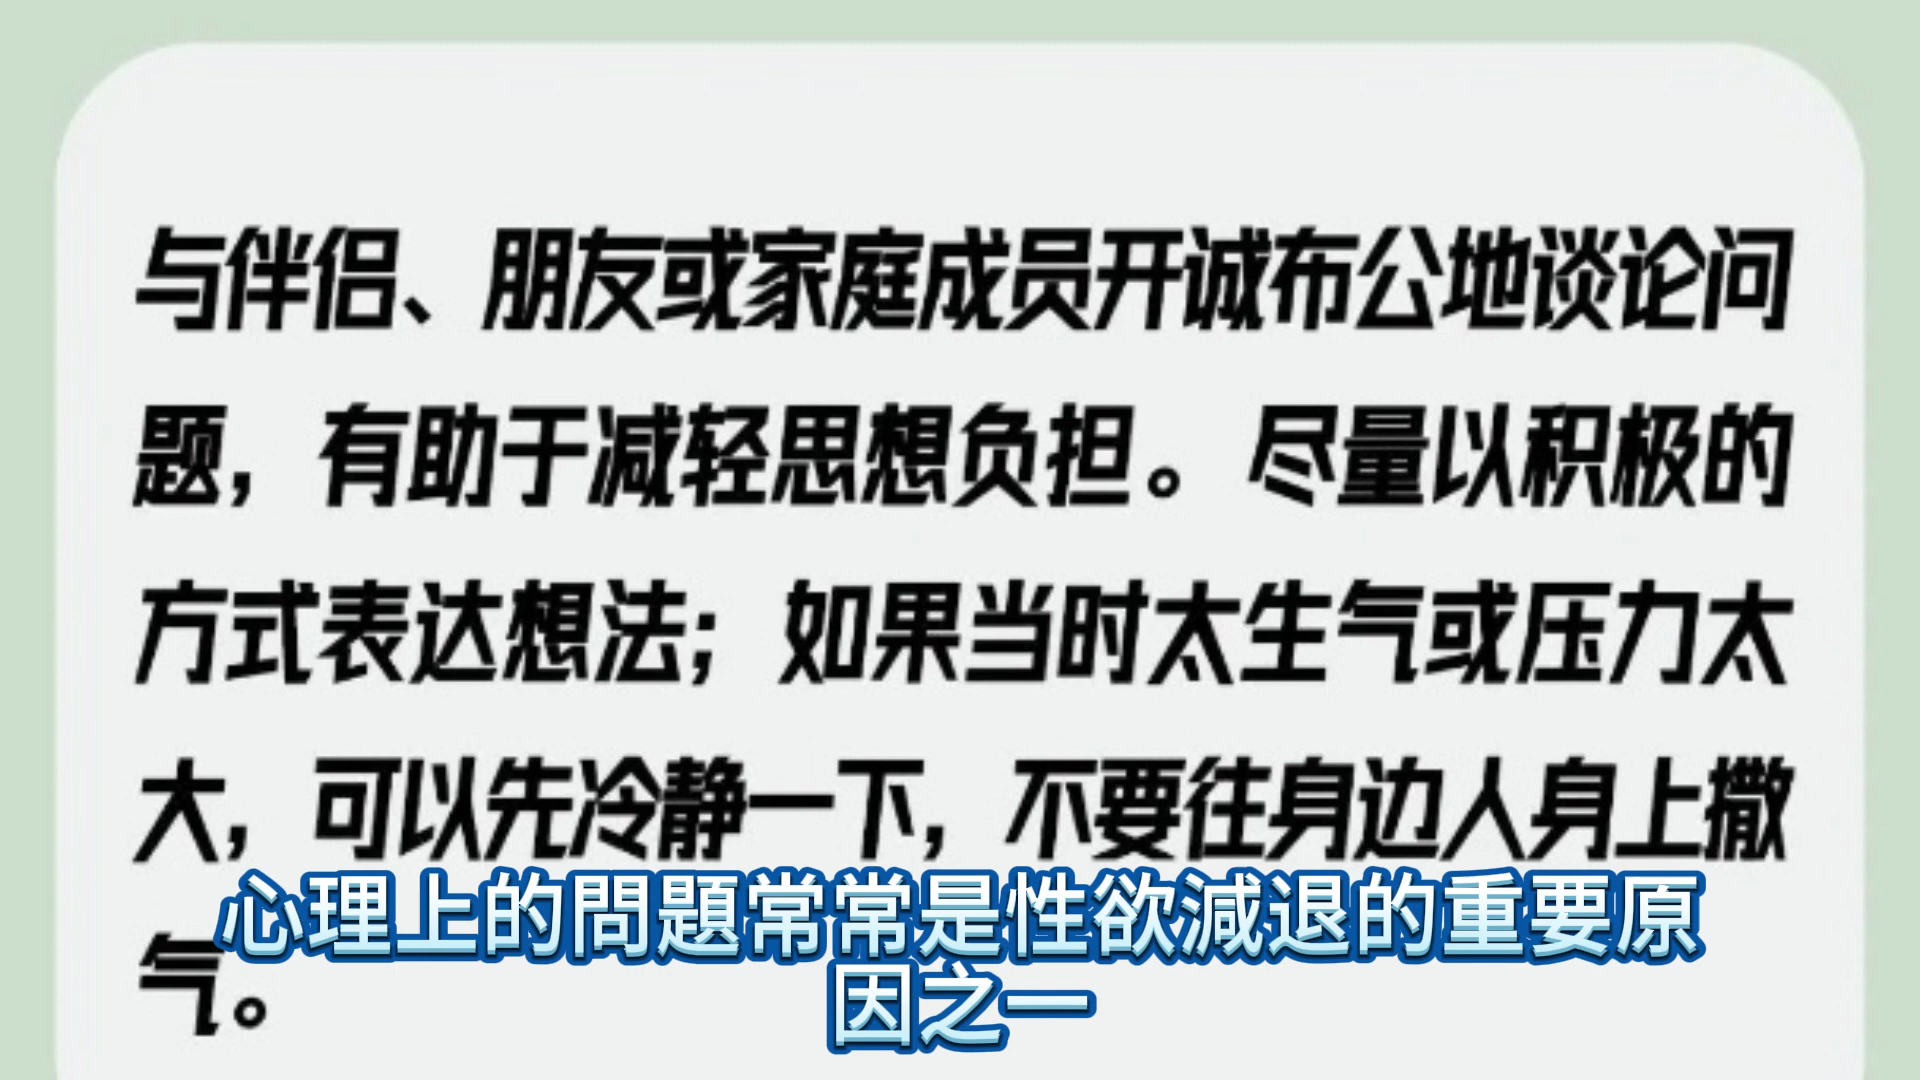 与伴侣、朋友或家庭成员开诚布公地谈论问
题，有助于减轻思想负担。尽量以积极的
方式表达想法；如果当时太生气或压力太
大，可以先冷静一下，不要往身边人身上撒
气。
心理上的問題常常是性欲減退的重要原
因之一